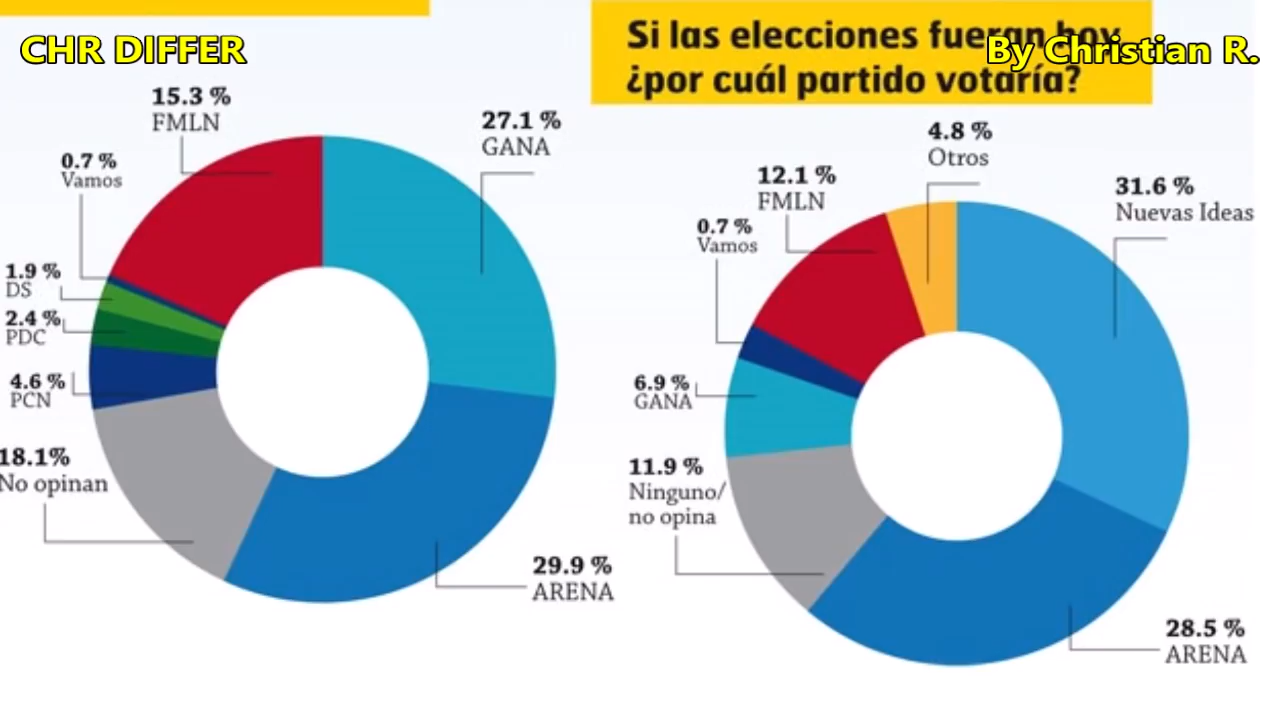 CHR DIFFER
By Christian R.
Si las elecciones fueran hoy
¿por cuál partido votaría?
15.3 %
FMLN
27.1 %
GANA
0.7 %
Vamos
1.9 %
DS
2.4 %
PDC
4.6 %
PCN
18.1%
No opinan
29.9 %
ARENA
4.8 %
Otros
12.1 %
FMLN
31.6 %
Nuevas Ideas
0.7 %
Vamos
6.9 %
GANA
11.9 %
Ninguno/
no opina
28.5 %
ARENA